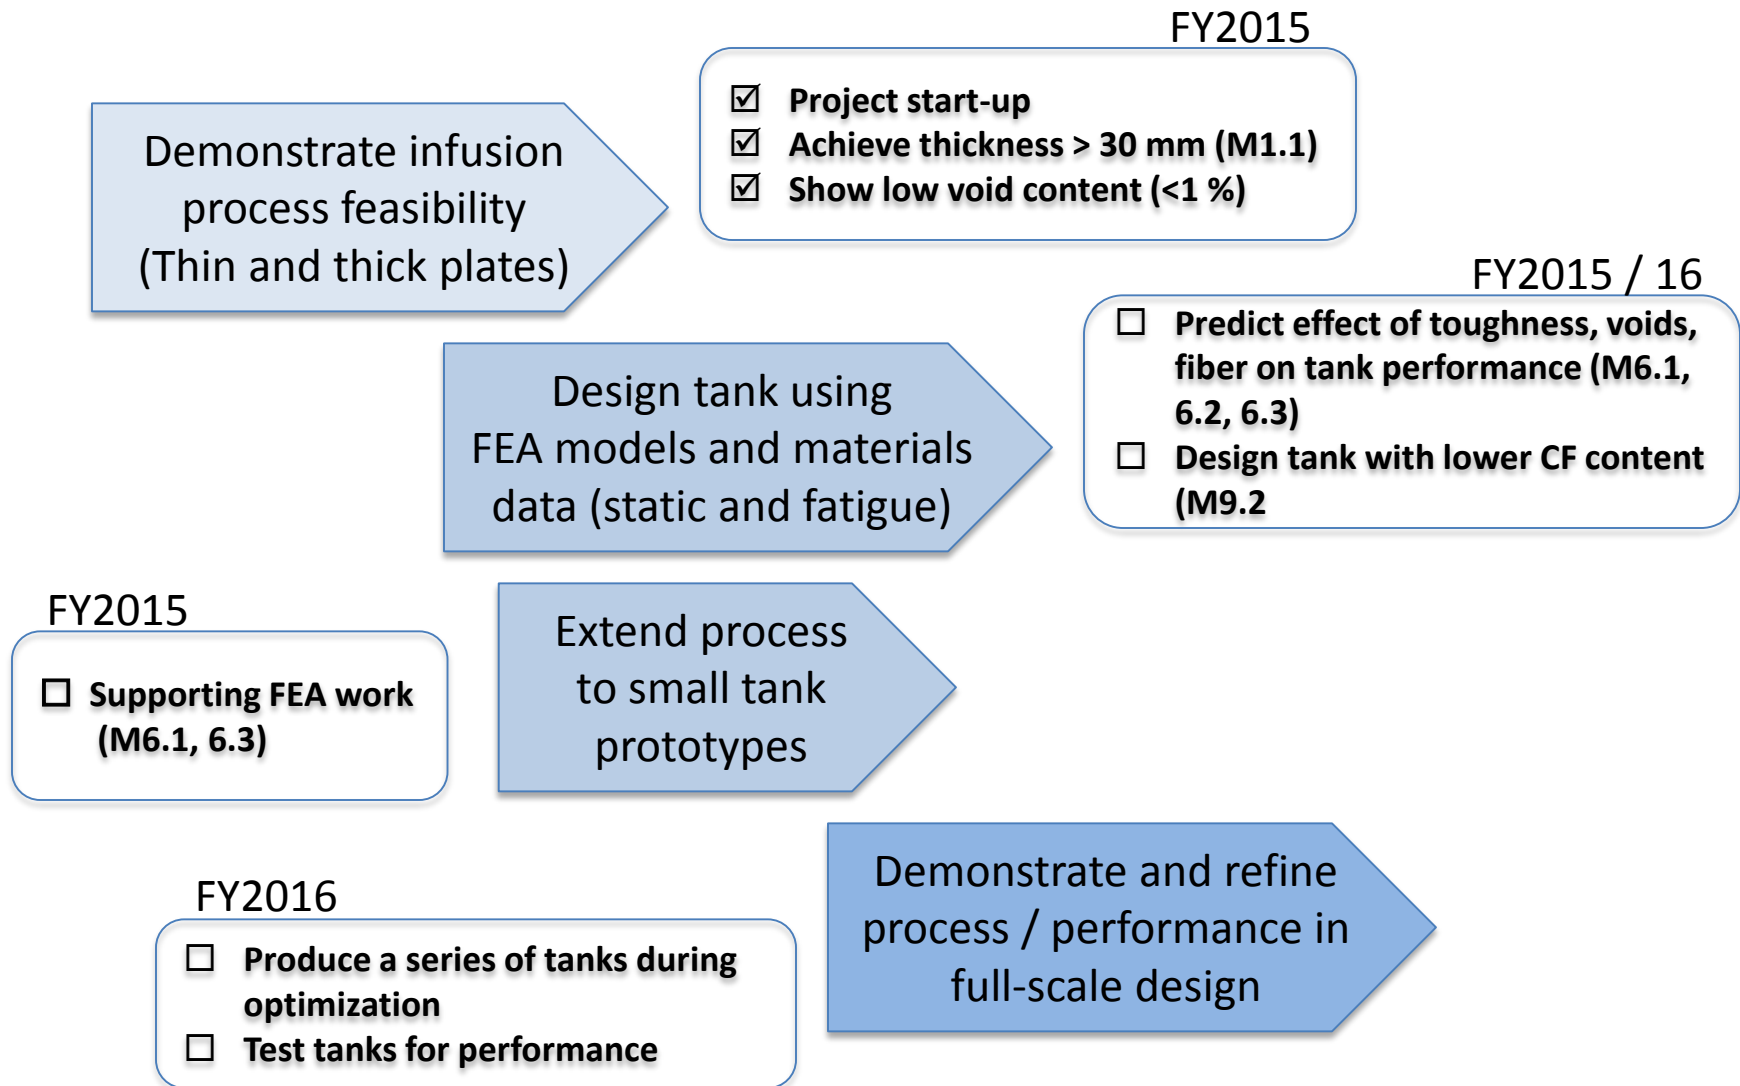 FY2015
Demonstrate infusion
process feasibility
(Thin and thick plates)
☑ Project start-up
☑ Achieve thickness > 30 mm (M1.1)
☑ Show low void content (<1 %)
FY2015 / 16
Design tank using
FEA models and materials
data (static and fatigue)
☐ Predict effect of toughness, voids,
fiber on tank performance (M6.1,
6.2, 6.3)
☐ Design tank with lower CF content
(M9.2
FY2015
☐ Supporting FEA work
(M6.1, 6.3)
Extend process
to small tank
prototypes
FY2016
☐ Produce a series of tanks during
optimization
☐ Test tanks for performance
Demonstrate and refine
process / performance in
full-scale design